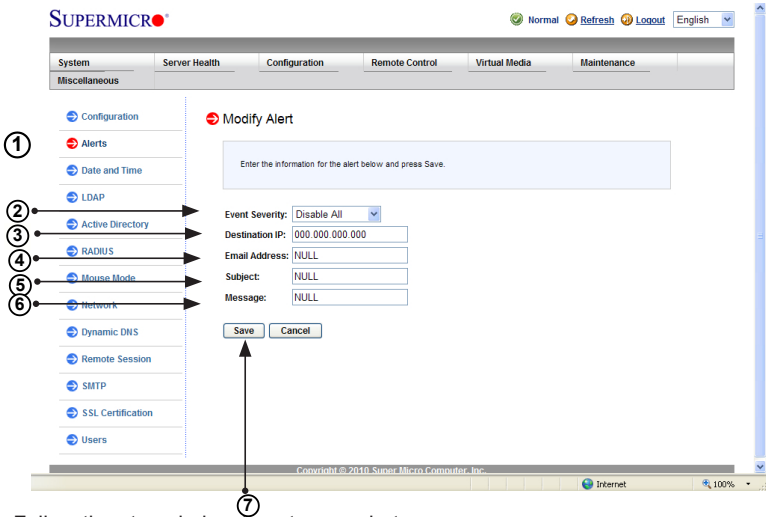 SUPERMICR
Normal Refresh Logout English
System Server Health Configuration Remote Control Virtual Media Maintenance
Miscellaneous
Configuration
Modify Alert
1
Alerts
Enter the information for the alert below and press Save.
Date and Time
LDAP
2
Event Severity: Disable All
Active Directory
3
Destination IP: 000.000.000.000
RADIUS
4
Email Address: NULL
Mouse Mode
5
Subject: NULL
Network
6
Message: NULL
Dynamic DNS
Save Cancel
Remote Session
SMTP
SSL Certification
Users
Copyright © 2010 Super Micro Computer, Inc.
Internet 100%
7